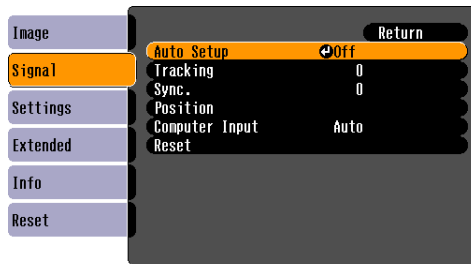 Image
Signal
Settings
Extended
Info
Reset
Return
Auto Setup Off
Tracking 0
Sync. 0
Position
Computer Input Auto
Reset